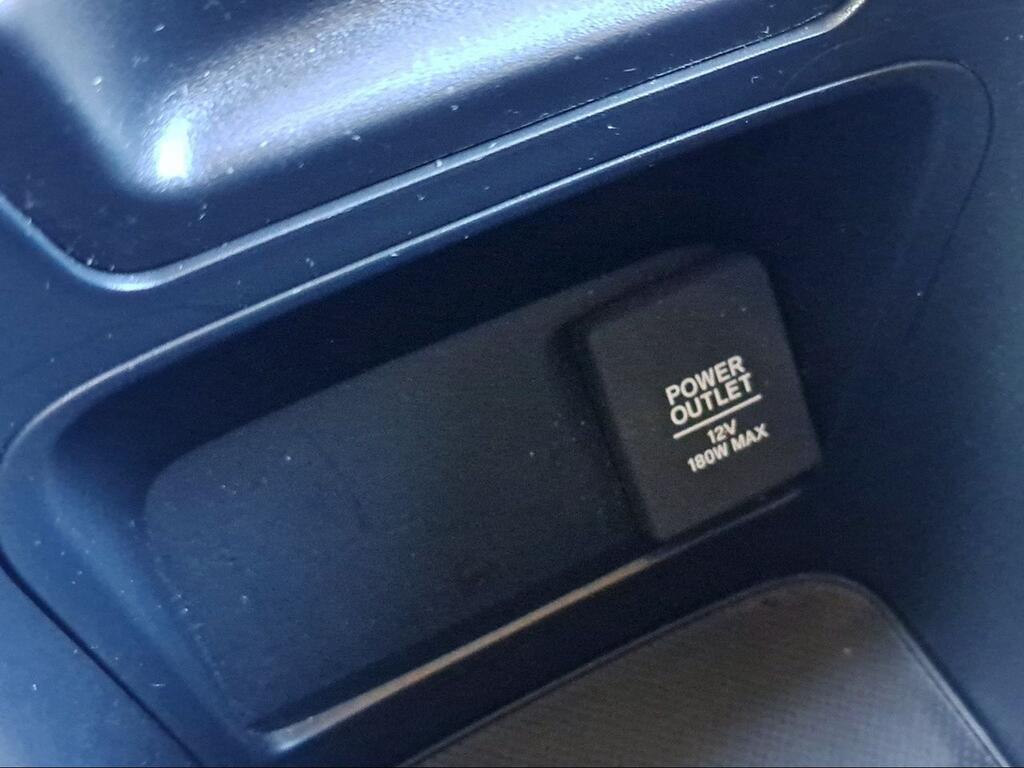 POWER
OUTLET
12V
180W MAX